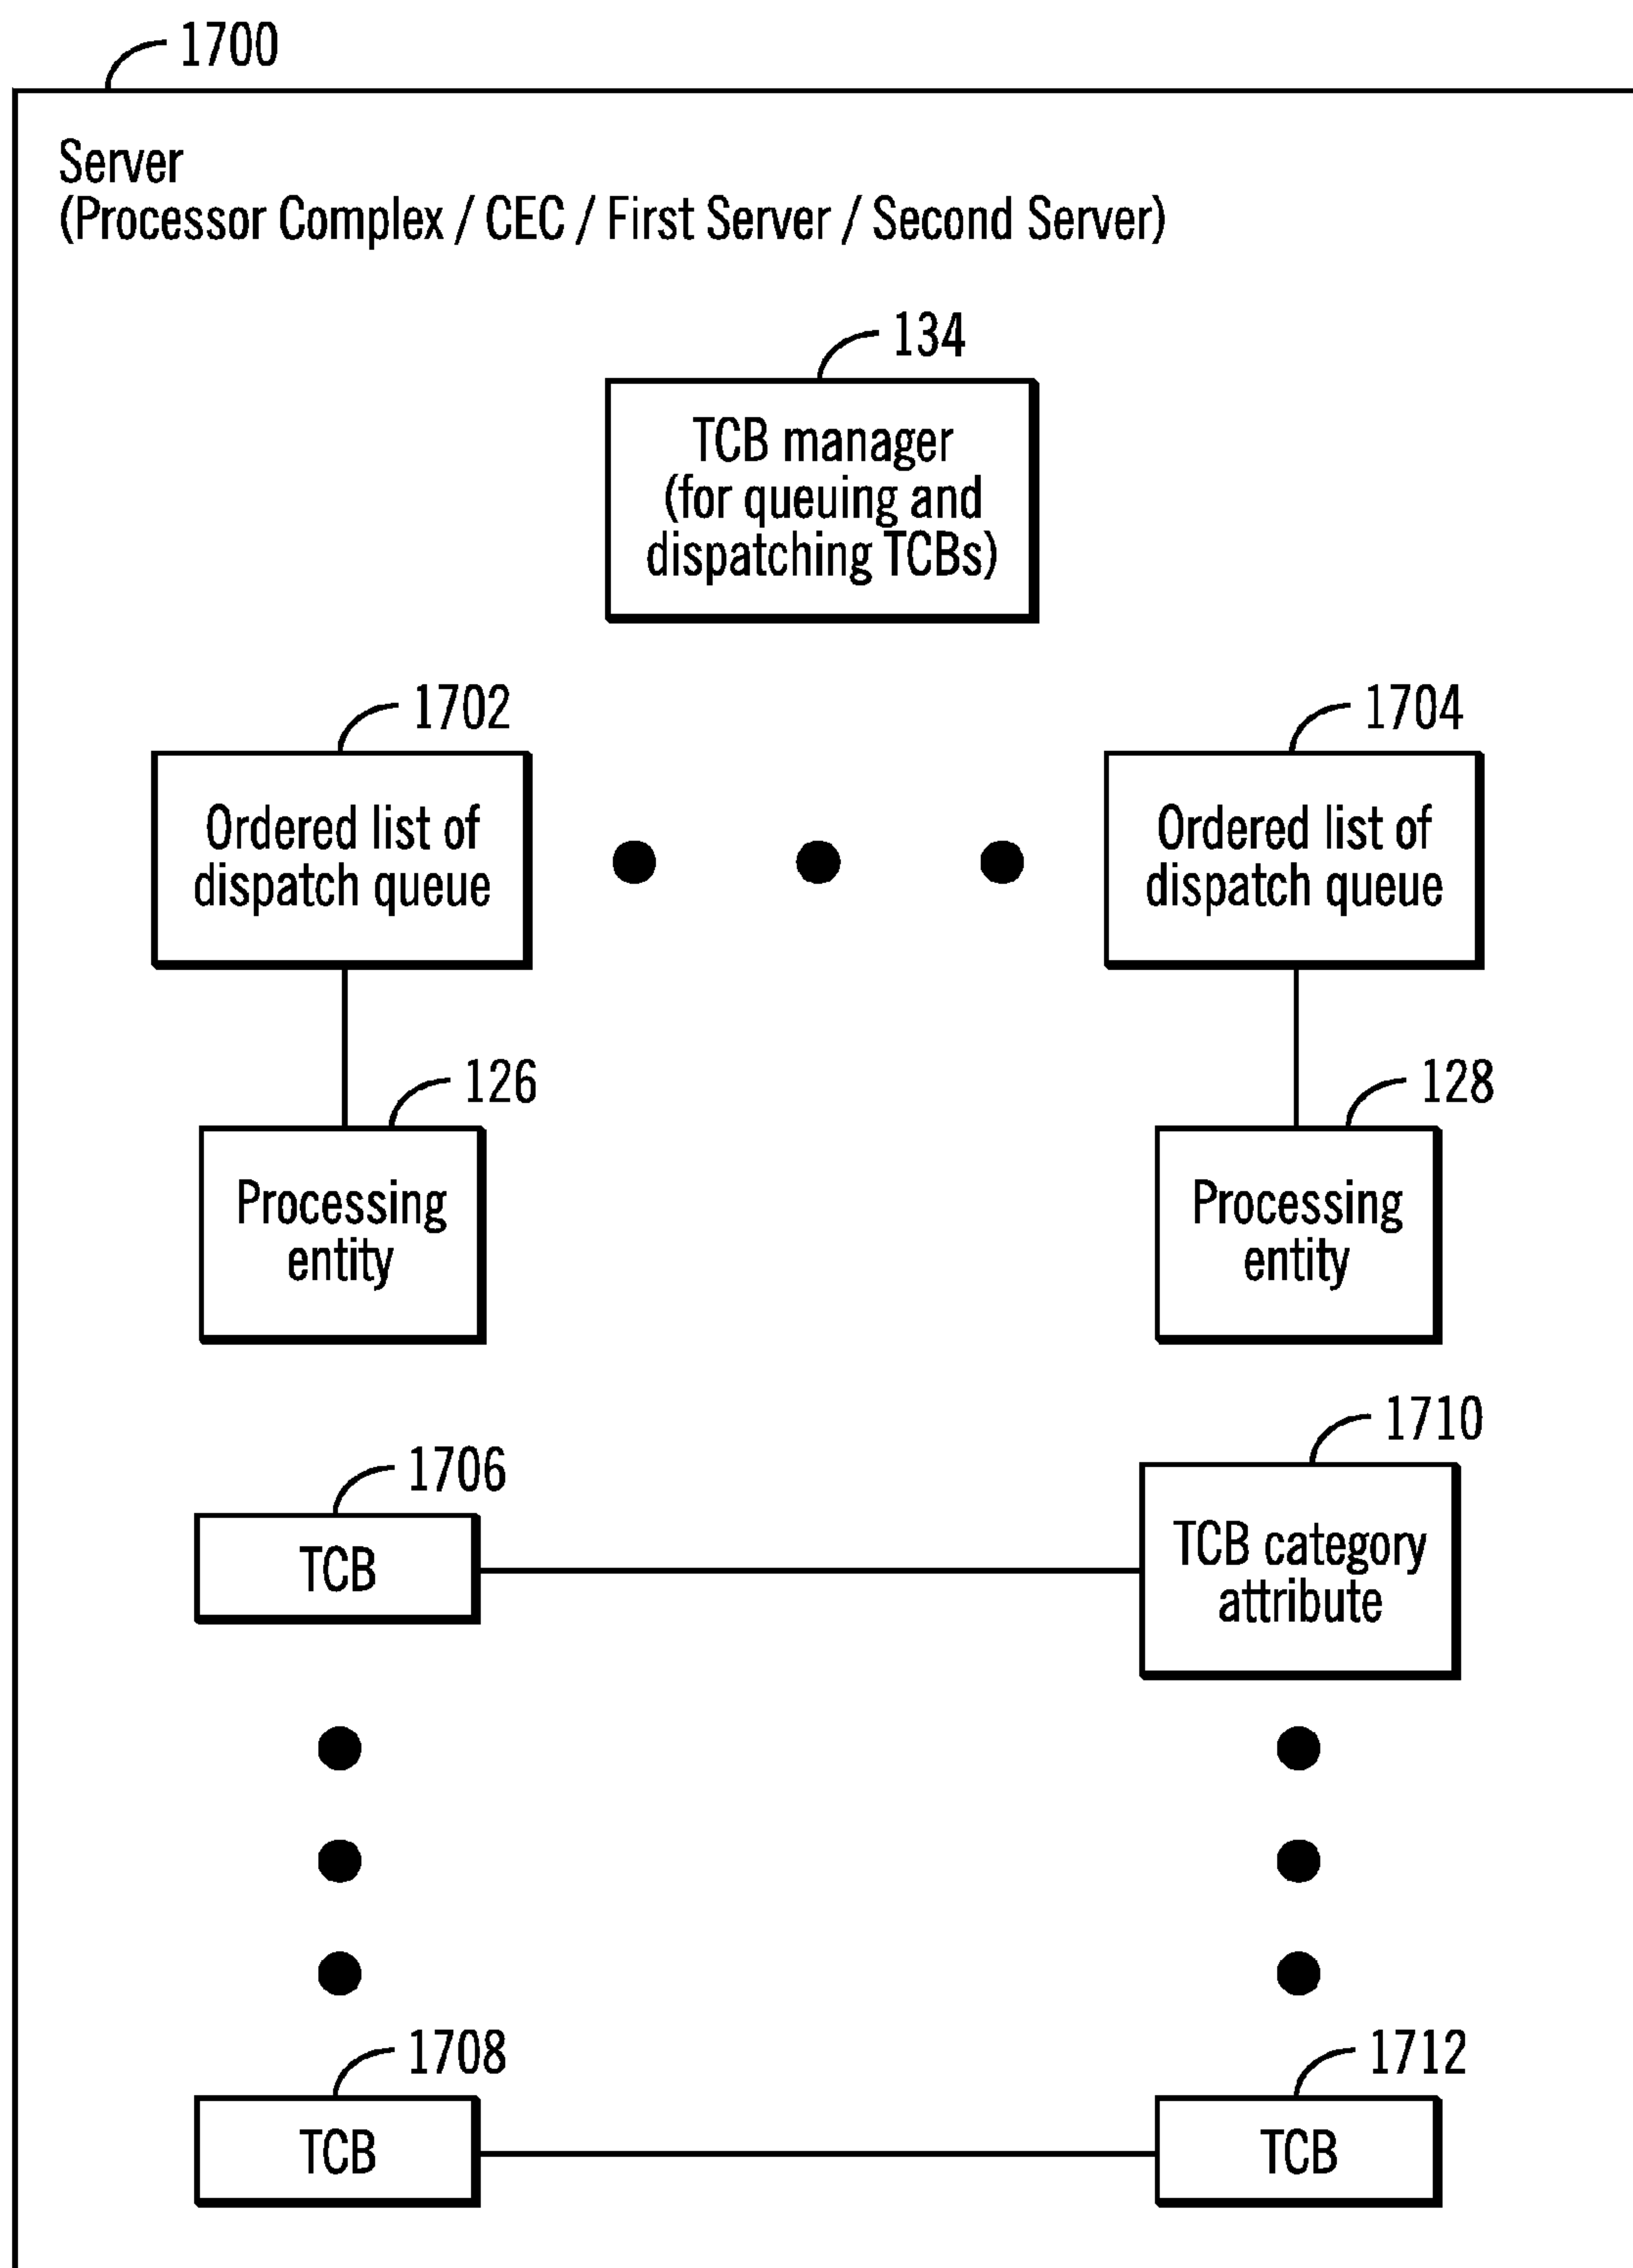 1700
Server
(Processor Complex / CEC / First Server / Second Server)
134
TCB manager
(for queuing and
dispatching TCBs)
1702
1704
Ordered list of
dispatch queue
Ordered list of
dispatch queue
126
128
Processing
entity
Processing
entity
1706
1710
TCB
TCB category
attribute
1708
1712
TCB
TCB